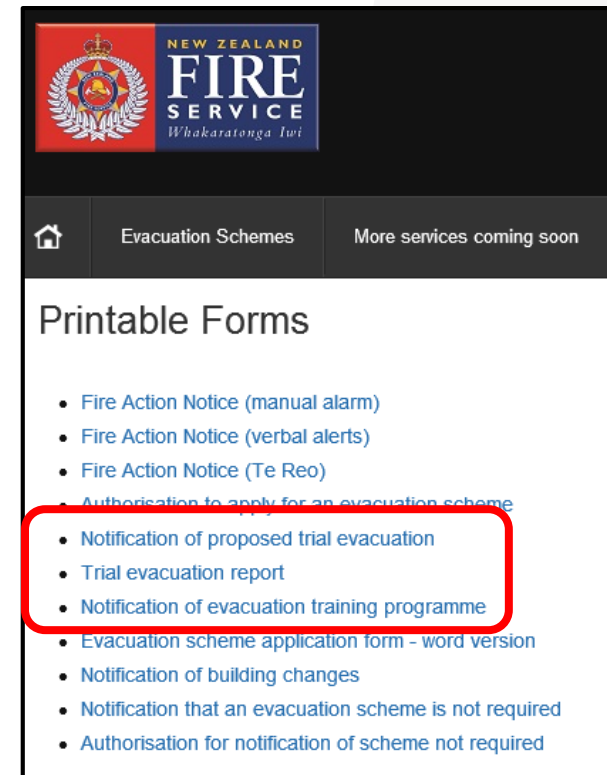 NEW ZEALAND
FIRE
SERVICE
Whakaratonga Iwi
Evacuation Schemes
More services coming soon
Printable Forms
Fire Action Notice (manual alarm)
Fire Action Notice (verbal alerts)
Fire Action Notice (Te Reo)
Authorisation to apply for an evacuation scheme
Notification of proposed trial evacuation
Trial evacuation report
Notification of evacuation training programme
Evacuation scheme application form - word version
Notification of building changes
Notification that an evacuation scheme is not required
Authorisation for notification of scheme not required